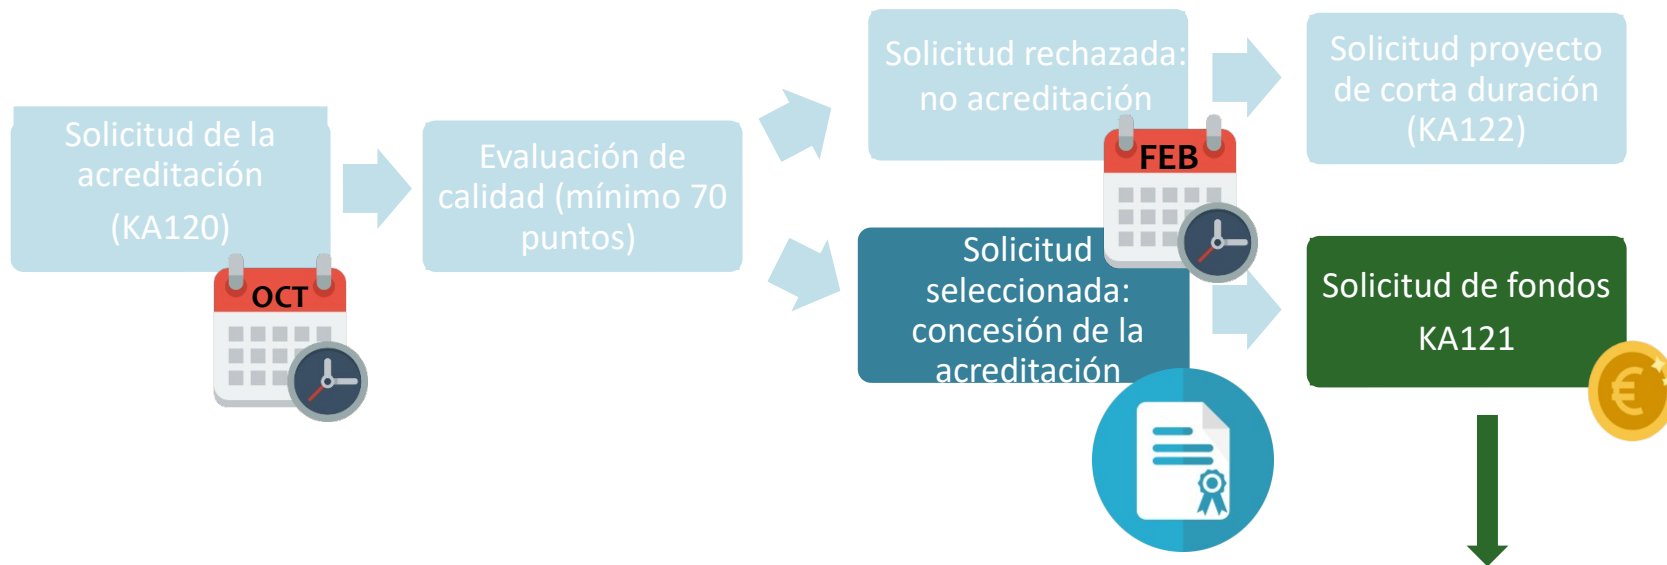 Solicitud de la
acreditación
(KA120)
OCT
Evaluación de
calidad (mínimo 70
puntos)
Solicitud rechazada:
no acreditación
FEB
Solicitud proyecto
de corta duración
(KA122)
Solicitud
seleccionada:
concesión de la
acreditación
Solicitud de fondos
KA121
€